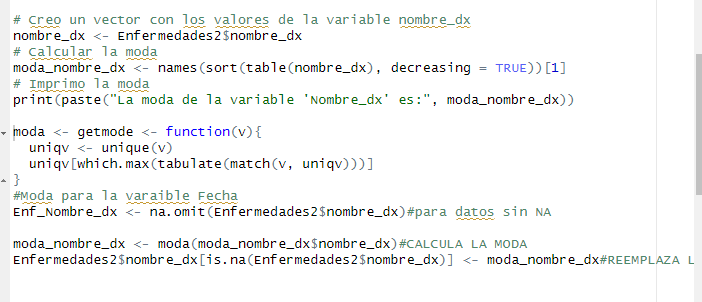 # Creo un vector con los valores de la variable nombre_dx
nombre_dx <- Enfermedades2$nombre_dx
# Calcular la moda
moda_nombre_dx <- names(sort(table(nombre_dx), decreasing = TRUE))[1]
# Imprimo la moda
print(paste("La moda de la variable 'Nombre_dx' es:", moda_nombre_dx))
moda <- getmode <- function(v){
uniqv <- unique(v)
uniqv[which.max(tabulate(match(v, uniqv)))]
}
#Moda para la varaible Fecha
Enf_Nombre_dx <- na.omit(Enfermedades2$nombre_dx)#para datos sin NA
moda_nombre_dx <- moda(moda_nombre_dx$nombre_dx)#CALCULA LA MODA
Enfermedades2$nombre_dx[is.na(Enfermedades2$nombre_dx)] <- moda_nombre_dx#REEMPLAZA L